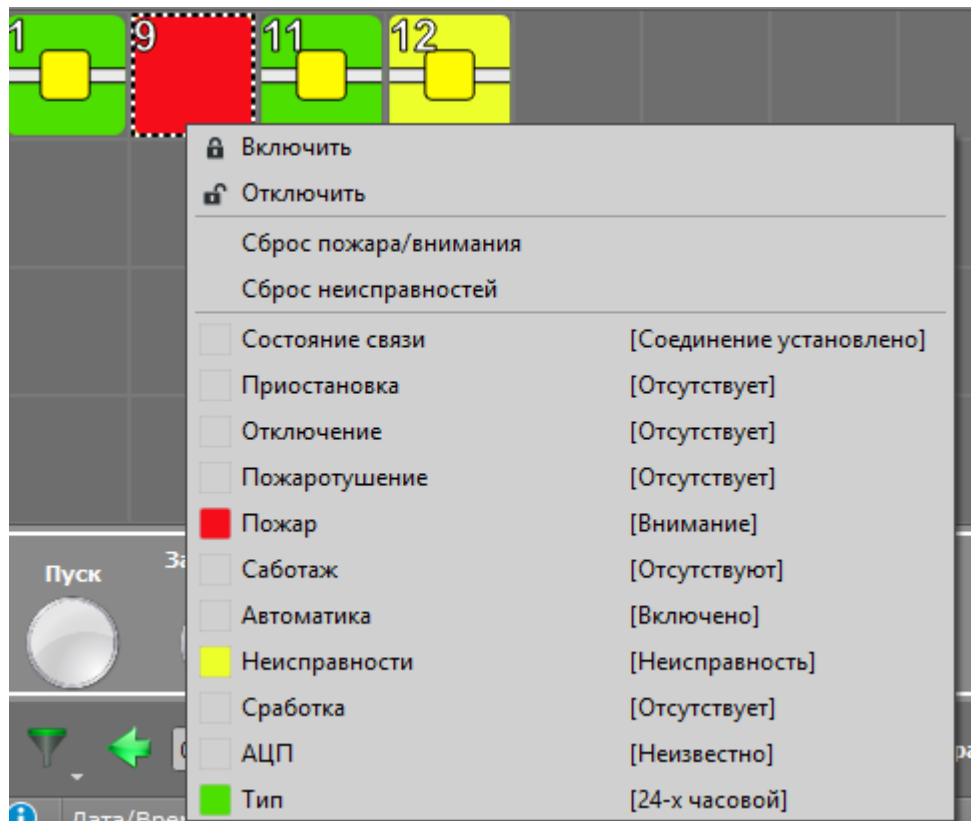 1 9 11 12
Включить
Отключить
Сброс пожара/внимания
Сброс неисправностей
Состояние связи [Соединение установлено]
Приостановка [Отсутствует]
Отключение [Отсутствует]
Пожаротушение [Отсутствует]
Пожар [Внимание]
Саботаж [Отсутствуют]
Автоматика [Включено]
Неисправности [Неисправность]
Сработка [Отсутствует]
АЦП [Неизвестно]
Тип [24-х часовой]
Пуск